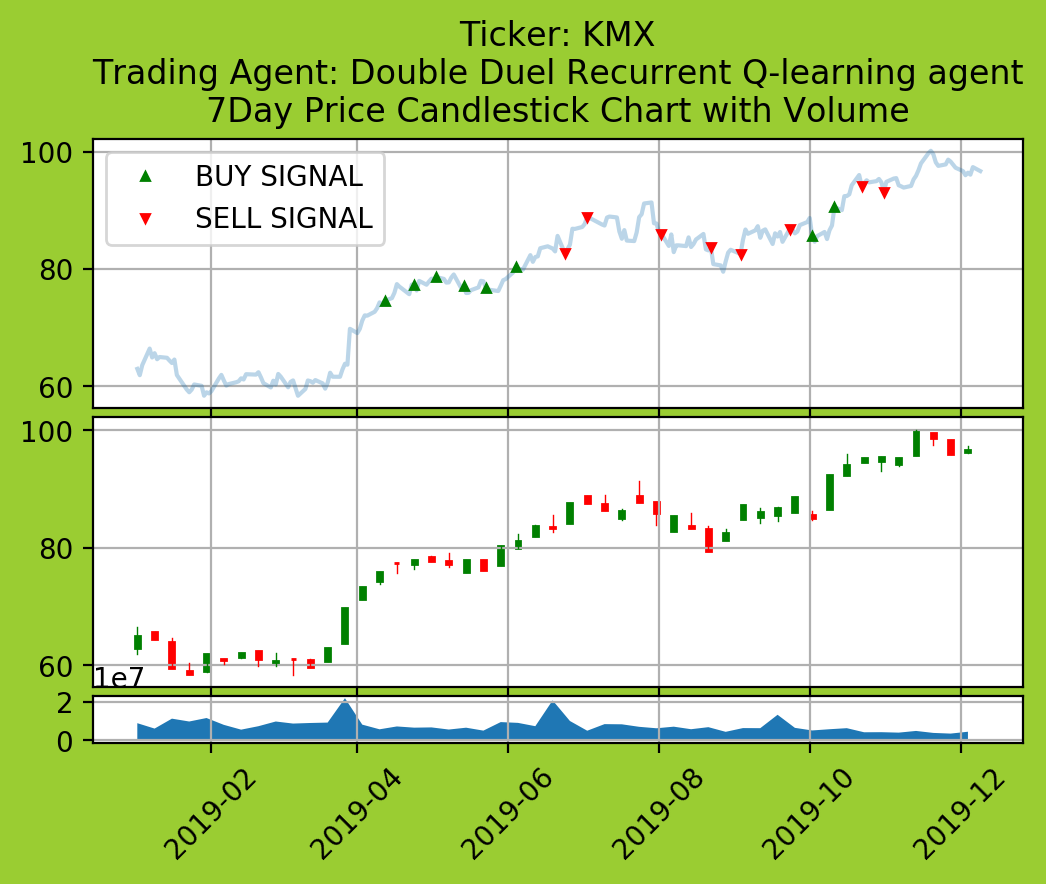 Ticker: KMX
Trading Agent: Double Duel Recurrent Q-learning agent
7Day Price Candlestick Chart with Volume
100
80
60
BUY SIGNAL
SELL SIGNAL
100
80
60
1e7
2
0
2019-02
2019-04
2019-06
2019-08
2019-10
2019-12